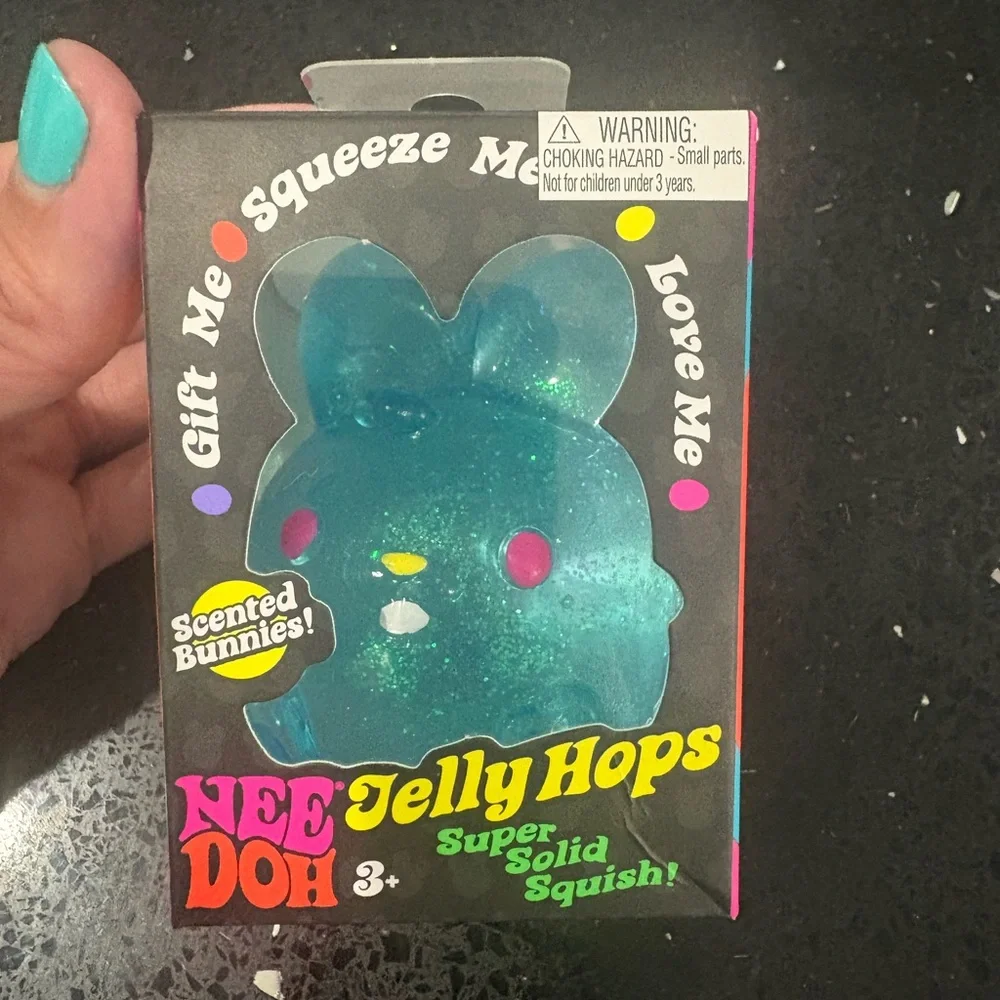 WARNING:
CHOKING HAZARD - Small parts.
Not for children under 3 years.
Gift Me
Squeeze Me
Love Me
Scented
Bunnies!
NEE
DOH
Jelly Hops
Super
Solid
Squish!
3+